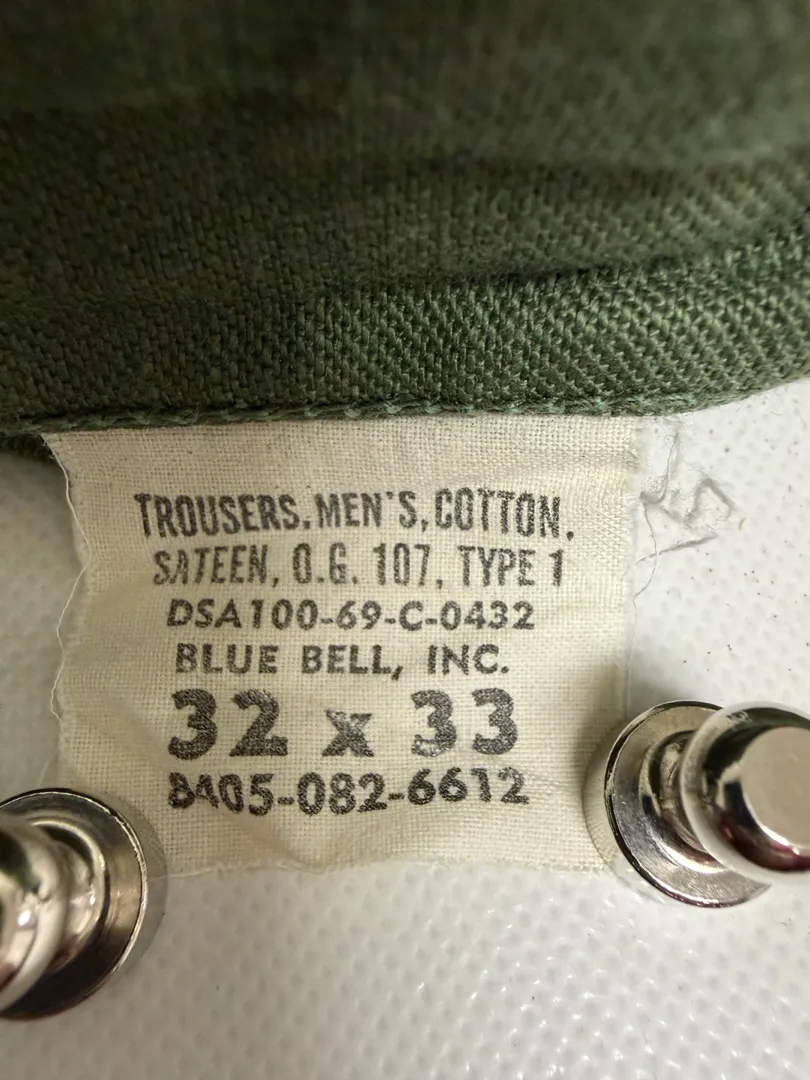 TROUSERS, MEN'S, COTTON,
SATEEN, O.G. 107, TYPE 1
DSA100-69-C-0432
BLUE BELL, INC.
32 x 33
8405-082-6612